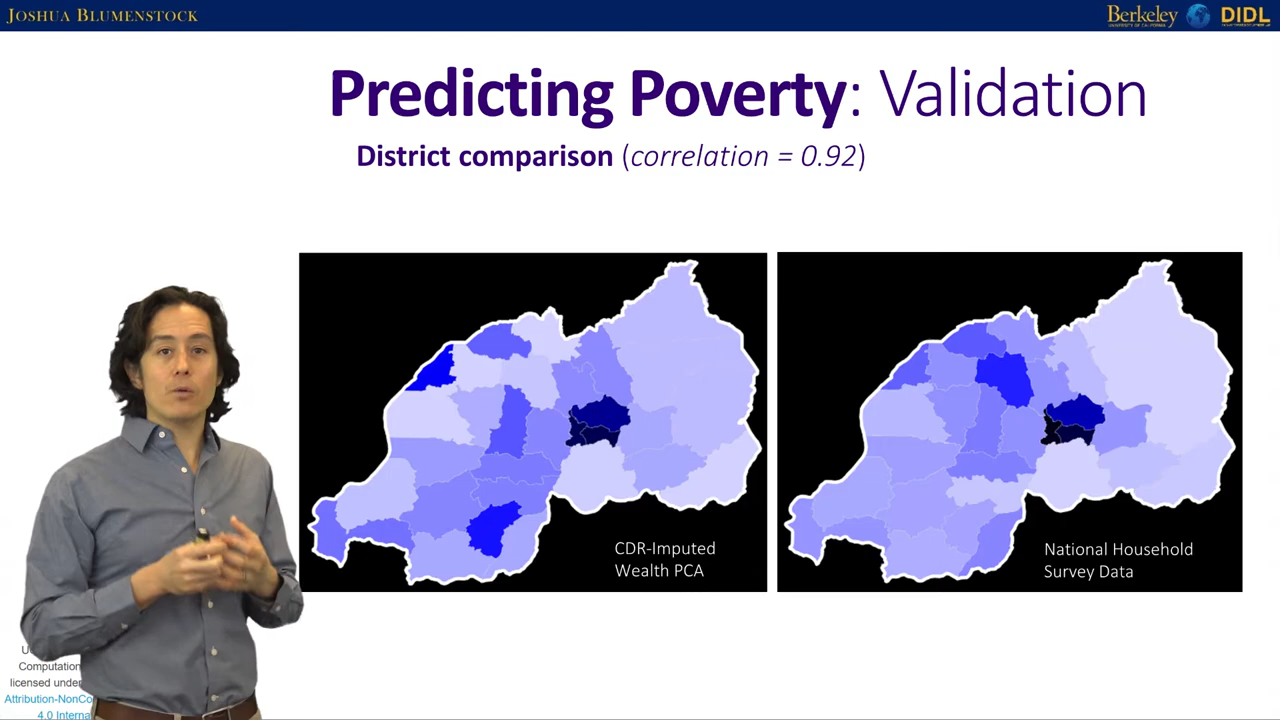 JOSHUA BLUMENSTOCK
Berkeley
DIDL
Predicting Poverty: Validation
District comparison (correlation = 0.92)
CDR-Imputed
Wealth PCA
National Household
Survey Data
Computation
licensed under
Attribution-NonCo
4.0 Interna